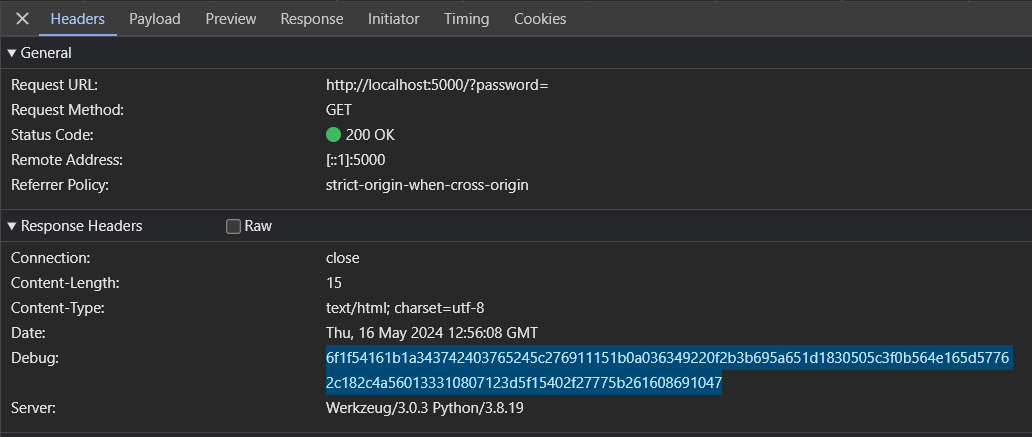 Headers Payload Preview Response Initiator Timing Cookies
General
Request URL: http://localhost:5000/?password=
Request Method: GET
Status Code: 200 OK
Remote Address: [::1]:5000
Referrer Policy: strict-origin-when-cross-origin
Response Headers Raw
Connection: close
Content-Length: 15
Content-Type: text/html; charset=utf-8
Date: Thu, 16 May 2024 12:56:08 GMT
Debug: 6f1f54161b1a343742403765245c276911151b0a036349220f2b3b695a651d1830505c3f0b564e165d5776
2c182c4a560133310807123d5f15402f27775b261608691047
Server: Werkzeug/3.0.3 Python/3.8.19